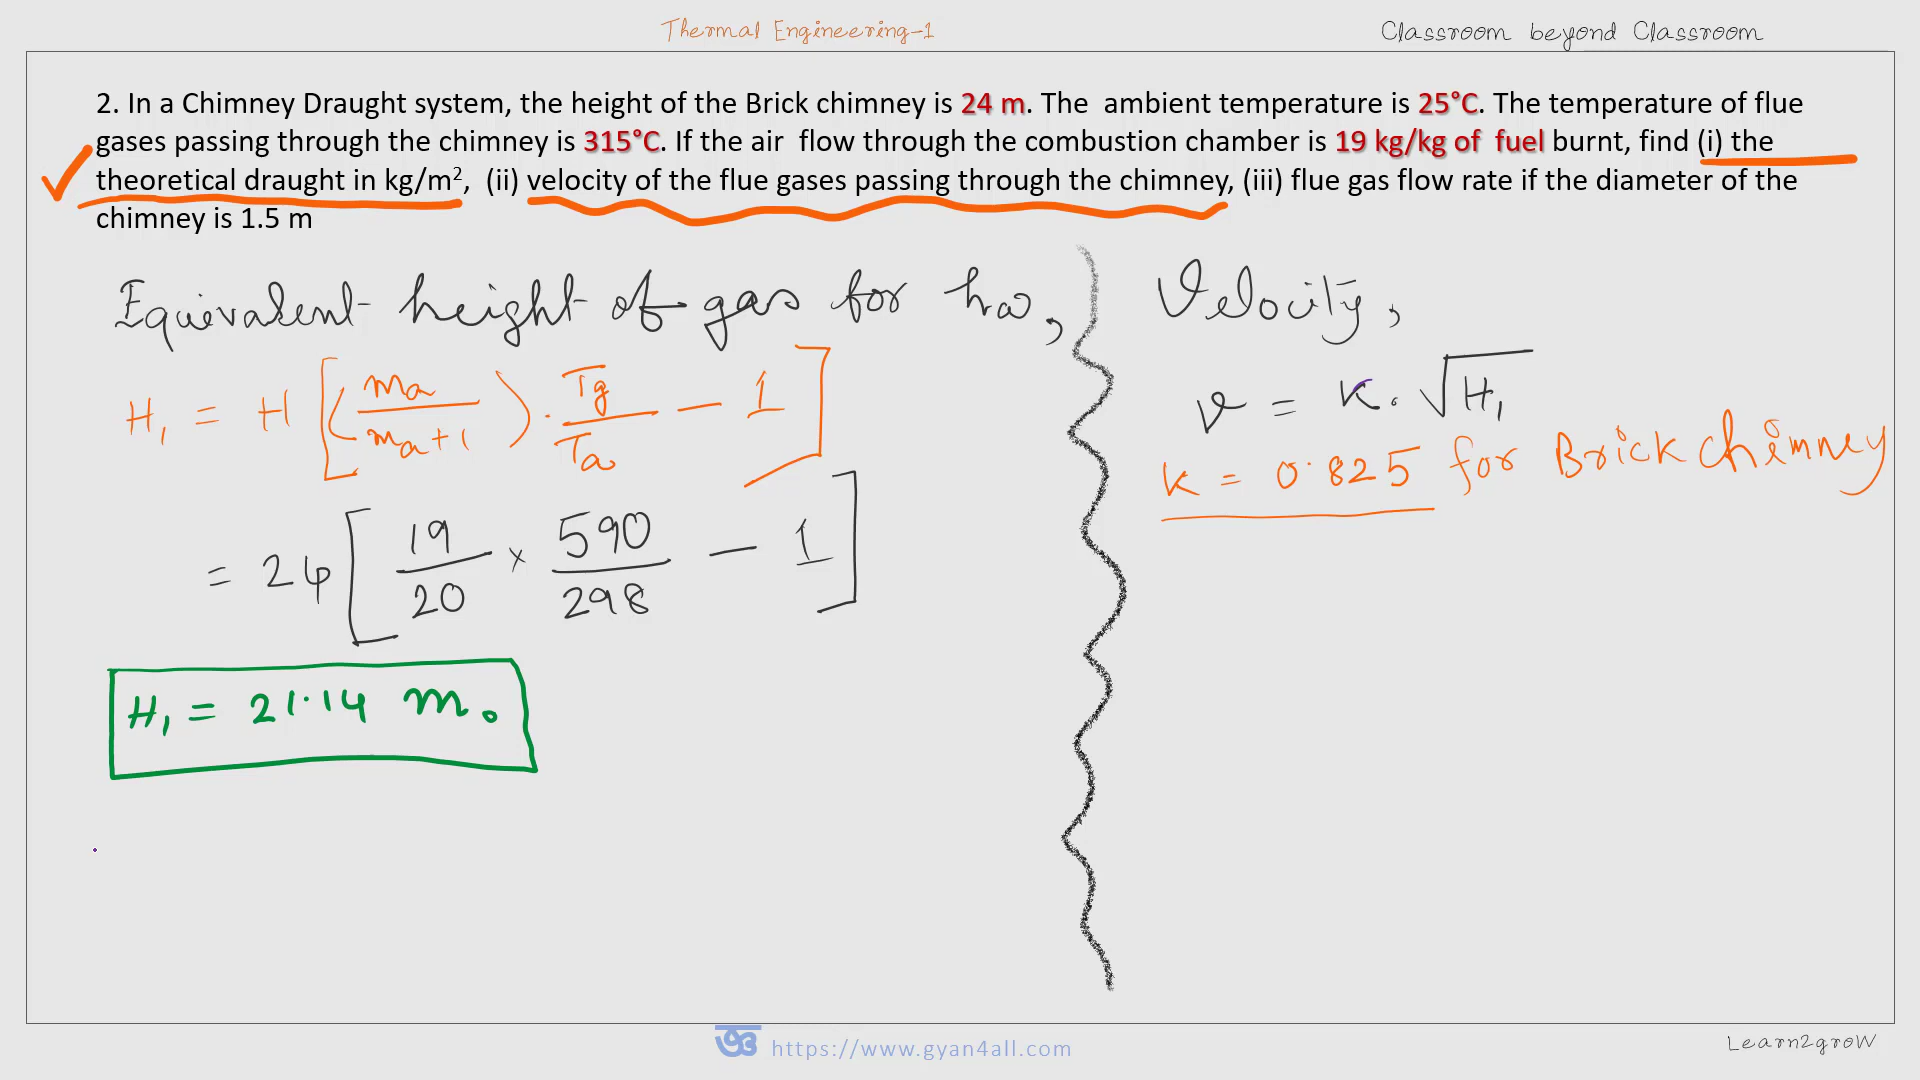 Thermal Engineering-1
Classroom beyond Classroom
2. In a Chimney Draught system, the height of the Brick chimney is 24 m. The ambient temperature is 25°C. The temperature of flue
gases passing through the chimney is 315°C. If the air flow through the combustion chamber is 19 kg/kg of fuel burnt, find (i) the
theoretical draught in kg/m², (ii) velocity of the flue gases passing through the chimney, (iii) flue gas flow rate if the diameter of the
chimney is 1.5 m
Equivalent height of gas for hω,
H₁ = H [(ma / ma+1) · Tg / Ta − 1]
= 24 [19/20 × 590/298 − 1]
H₁ = 21.14 m.
Velocity,
v = K. √H₁
K = 0.825 for Brick chimney
https://www.gyan4all.com
Learn2groW